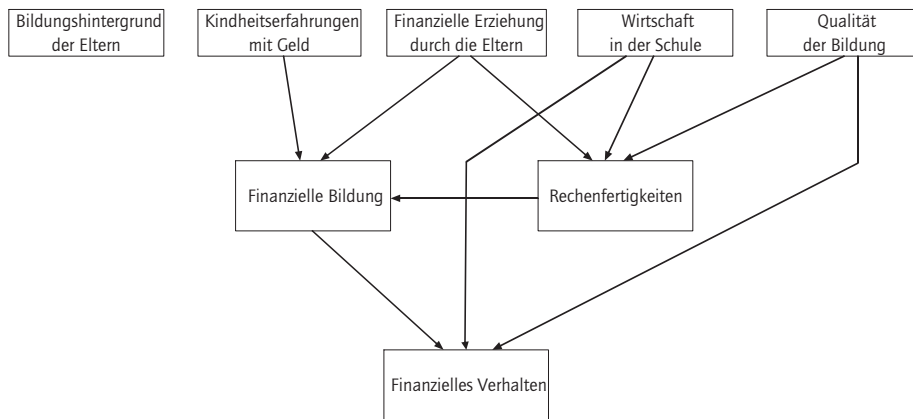 Bildungshintergrund
der Eltern
Kindheitserfahrungen
mit Geld
Finanzielle Erziehung
durch die Eltern
Wirtschaft
in der Schule
Qualität
der Bildung
Finanzielle Bildung
Rechenfertigkeiten
Finanzielles Verhalten